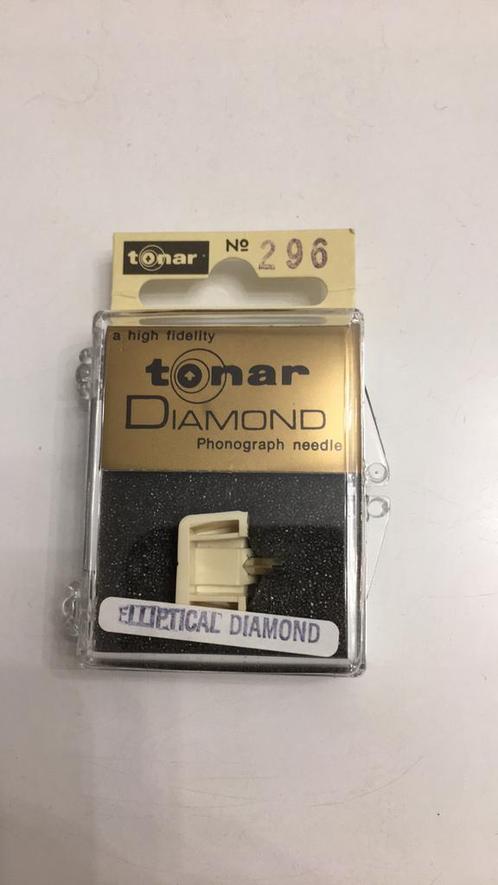 tonar Nº 296
a high fidelity
tonar
DIAMOND
Phonograph needle
ELLIPTICAL DIAMOND